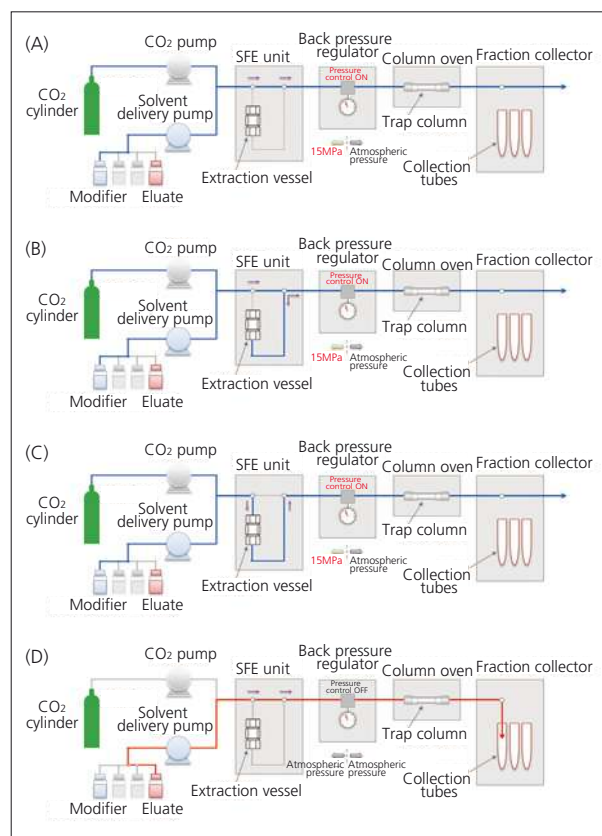 (A)
CO2 pump
SFE unit
Back pressure
regulator
Column oven
Fraction collector
Pressure
control ON
CO2
cylinder
Solvent
delivery pump
Trap column
15MPa
Atmospheric
pressure
Extraction vessel
Modifier
Eluate
Collection
tubes
(B)
CO2 pump
SFE unit
Back pressure
regulator
Column oven
Fraction collector
Pressure
control ON
CO2
cylinder
Solvent
delivery pump
Trap column
15MPa
Atmospheric
pressure
Extraction vessel
Modifier
Eluate
Collection
tubes
(C)
CO2 pump
SFE unit
Back pressure
regulator
Column oven
Fraction collector
Pressure
control ON
CO2
cylinder
Solvent
delivery pump
Trap column
15MPa
Atmospheric
pressure
Extraction vessel
Modifier
Eluate
Collection
tubes
(D)
CO2 pump
SFE unit
Back pressure
regulator
Column oven
Fraction collector
Pressure
control OFF
CO2
cylinder
Solvent
delivery pump
Trap column
Atmospheric
pressure
Atmospheric
pressure
Extraction vessel
Modifier
Eluate
Collection
tubes